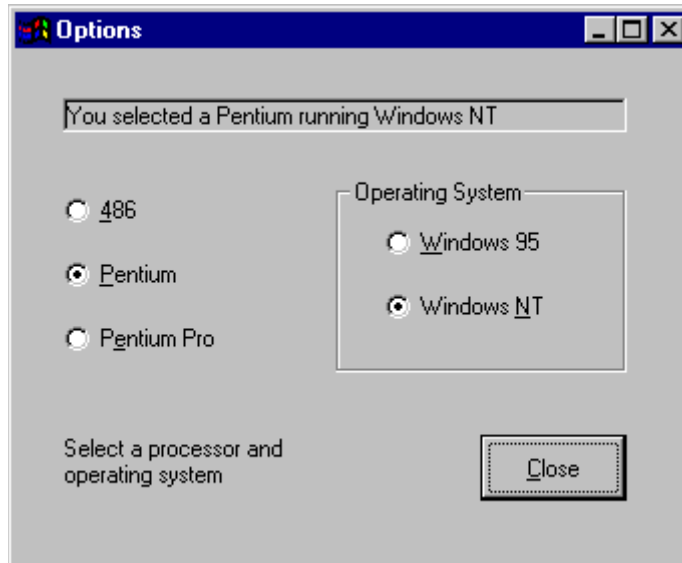 Options
You selected a Pentium running Windows NT
486
Pentium
Pentium Pro
Operating System
Windows 95
Windows NT
Select a processor and
operating system
Close